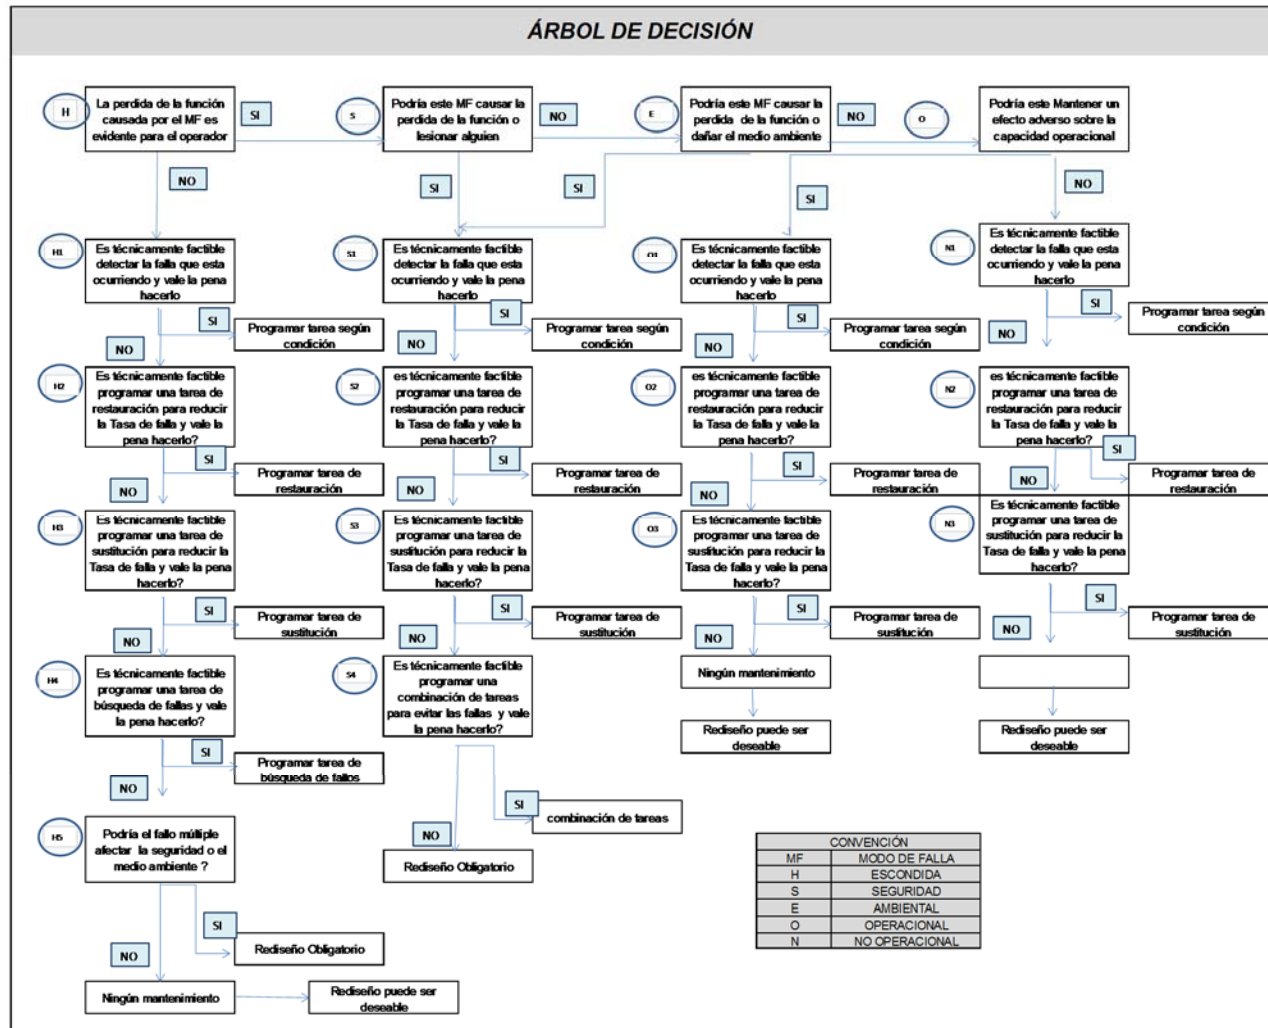 ÁRBOL DE DECISIÓN
H
La perdida de la función
causada por el MF es
evidente para el operador
SI
S
Podría este MF causar la
perdida de la función o
lesionar alguien
NO
E
Podría este MF causar la
perdida de la función o
dañar el medio ambiente
NO
O
Podría este Mantener un
efecto adverso sobre la
capacidad operacional
NO
SI
SI
SI
NO
H1
Es técnicamente factible
detectar la falla que esta
ocurriendo y vale la pena
hacerlo
S1
Es técnicamente factible
detectar la falla que esta
ocurriendo y vale la pena
hacerlo
O1
Es técnicamente factible
detectar la falla que esta
ocurriendo y vale la pena
hacerlo
N1
Es técnicamente factible
detectar la falla que esta
ocurriendo y vale la pena
hacerlo
SI
Programar tarea según
condición
SI
Programar tarea según
condición
SI
Programar tarea según
condición
SI
Programar tarea según
condición
NO
NO
NO
NO
H2
Es técnicamente factible
programar una tarea de
restauración para reducir
la Tasa de falla y vale la
pena hacerlo?
S2
es técnicamente factible
programar una tarea de
restauración para reducir
la Tasa de falla y vale la
pena hacerlo?
O2
es técnicamente factible
programar una tarea de
restauración para reducir
la Tasa de falla y vale la
pena hacerlo?
N2
es técnicamente factible
programar una tarea de
restauración para reducir
la Tasa de falla y vale la
pena hacerlo?
SI
Programar tarea de
restauración
SI
Programar tarea de
restauración
SI
Programar tarea de
restauración
SI
Programar tarea de
restauración
NO
NO
NO
NO
H3
Es técnicamente factible
programar una tarea de
sustitución para reducir la
Tasa de falla y vale la pena
hacerlo?
S3
Es técnicamente factible
programar una tarea de
sustitución para reducir la
Tasa de falla y vale la pena
hacerlo?
O3
Es técnicamente factible
programar una tarea de
sustitución para reducir la
Tasa de falla y vale la pena
hacerlo?
N3
Es técnicamente factible
programar una tarea de
sustitución para reducir la
Tasa de falla y vale la pena
hacerlo?
SI
Programar tarea de
sustitución
SI
Programar tarea de
sustitución
SI
Programar tarea de
sustitución
SI
Programar tarea de
sustitución
NO
NO
NO
NO
H4
Es técnicamente factible
programar una tarea de
búsqueda de fallas y vale
la pena hacerlo?
S4
Es técnicamente factible
programar una
combinación de tareas
para evitar las fallas y vale
la pena hacerlo?
Ningún mantenimiento
Rediseño puede ser
deseable
Rediseño puede ser
deseable
SI
Programar tarea de
búsqueda de fallos
NO
SI
combinación de tareas
NO
Rediseño Obligatorio
H5
Podría el fallo múltiple
afectar la seguridad o el
medio ambiente ?
SI
Rediseño Obligatorio
NO
Ningún mantenimiento
Rediseño puede ser
deseable
CONVENCIÓN
MF MODO DE FALLA
H ESCONDIDA
S SEGURIDAD
E AMBIENTAL
O OPERACIONAL
N NO OPERACIONAL